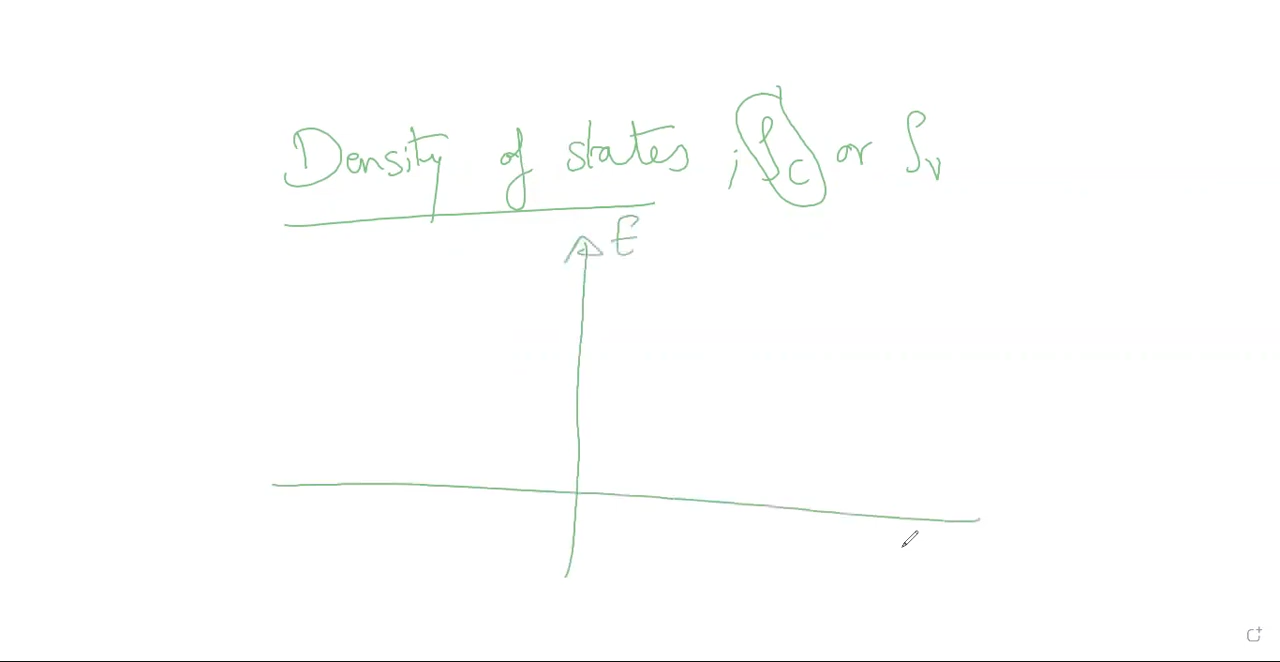 Density of states ; ρc or ρv
E